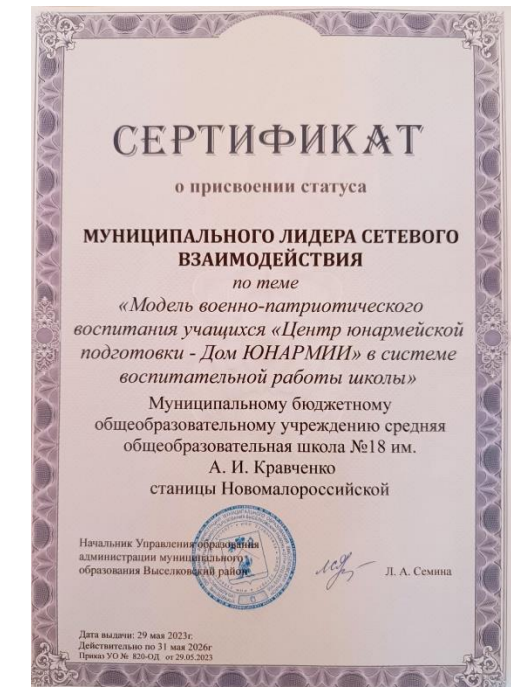 СЕРТИФИКАТ
о присвоении статуса
МУНИЦИПАЛЬНОГО ЛИДЕРА СЕТЕВОГО
ВЗАИМОДЕЙСТВИЯ
по теме
«Модель военно-патриотического
воспитания учащихся «Центр юнармейской
подготовки - Дом ЮНАРМИИ» в системе
воспитательной работы школы»
Муниципальному бюджетному
общеобразовательному учреждению средняя
общеобразовательная школа №18 им.
А. И. Кравченко
станицы Новомалороссийской
Начальник Управления образования
администрации муниципального
образования Выселковский район
Л. А. Семина
Дата выдачи: 29 мая 2023г.
Действительно по 31 мая 2026г
Приказ УО № 820-ОД от 29.05.2023